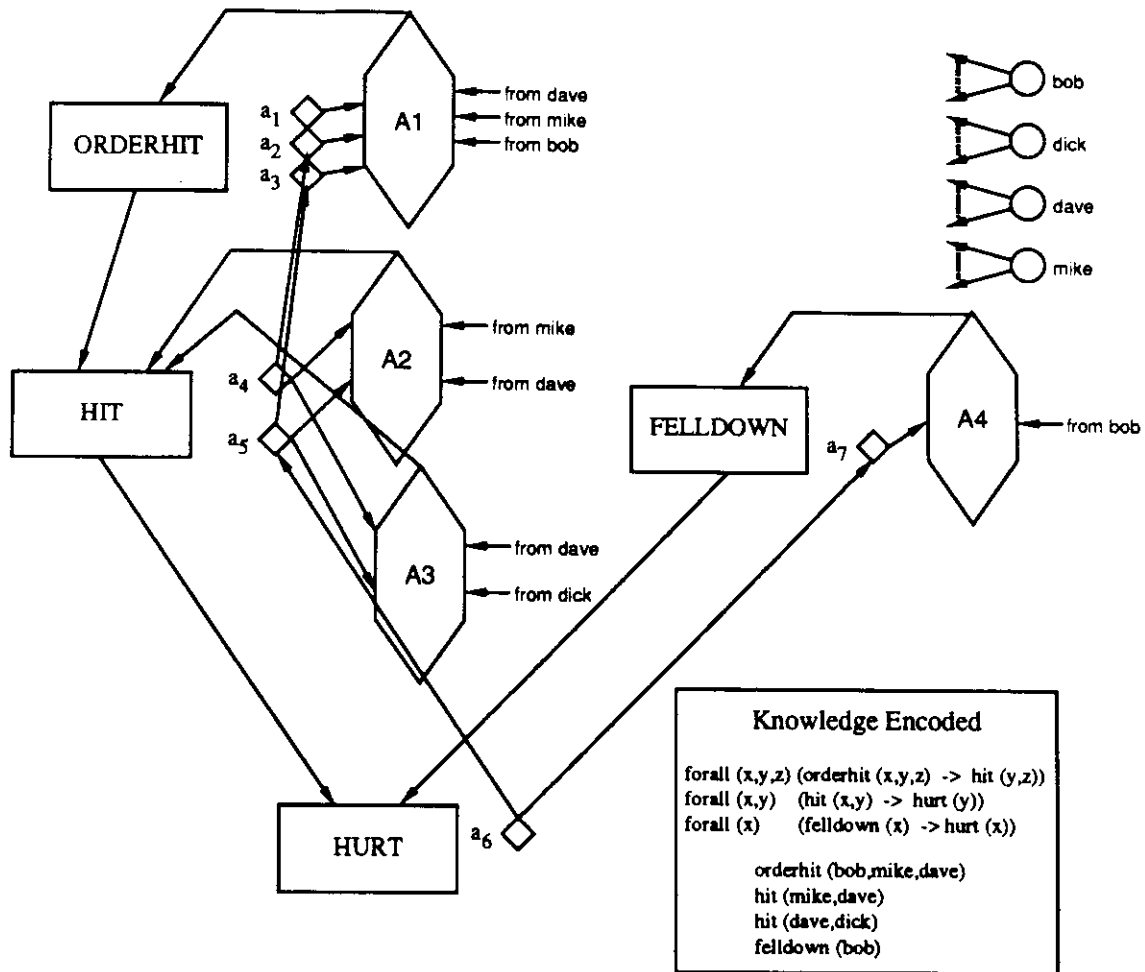 a1
a2
a3
ORDERHIT
A1
from dave
from mike
from bob
bob
dick
dave
mike
HIT
a4
a5
A2
from mike
from dave
FELLDOWN
a7
A4
from bob
A3
from dave
from dick
HURT
a6
Knowledge Encoded
forall (x,y,z) (orderhit (x,y,z) -> hit (y,z))
forall (x,y) (hit (x,y) -> hurt (y))
forall (x) (felldown (x) ->hurt (x))
orderhit (bob,mike,dave)
hit (mike,dave)
hit (dave,dick)
felldown (bob)